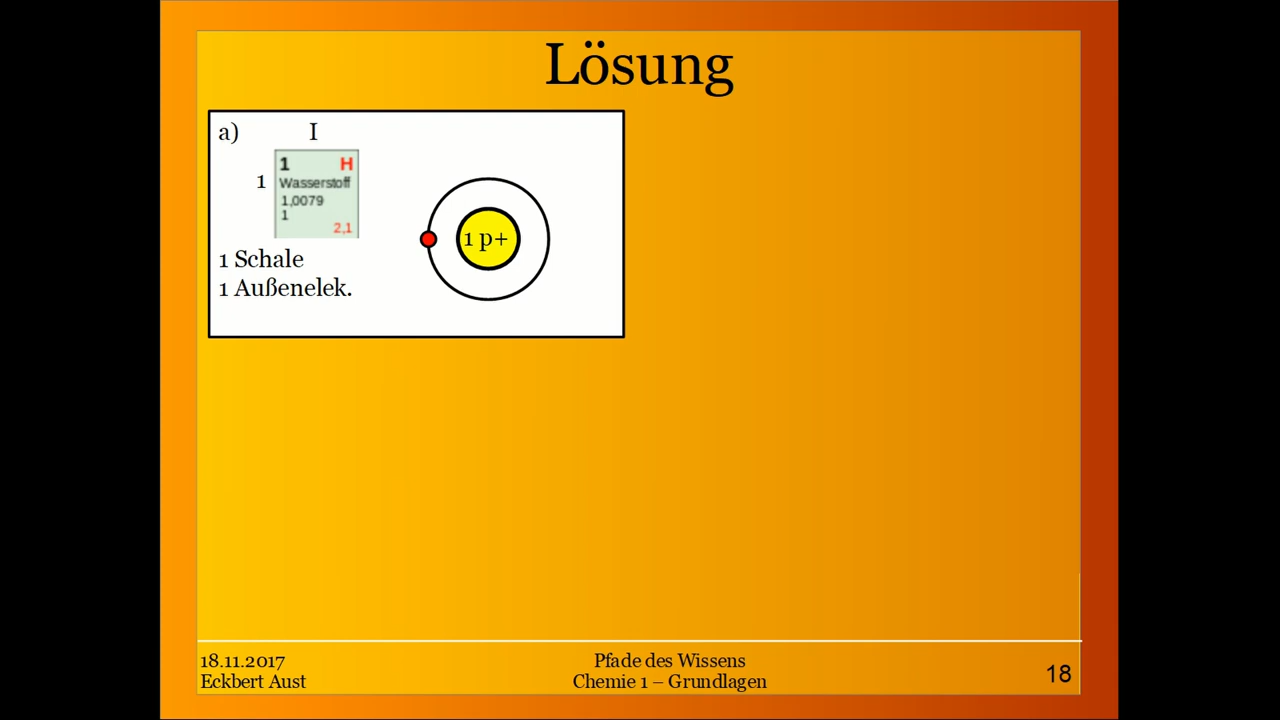 Lösung
a) I
1 H
1 Wasserstoff
1,0079
1
2,1
1 Schale
1 Außenelek.
1 p+
18.11.2017
Eckbert Aust
Pfade des Wissens
Chemie 1 – Grundlagen
18